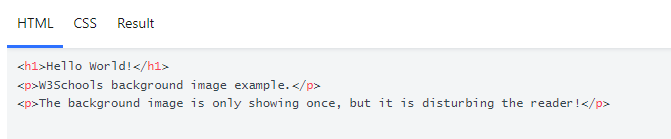 HTML CSS Result
<h1>Hello World!</h1>
<p>W3Schools background image example.</p>
<p>The background image is only showing once, but it is disturbing the reader!</p>